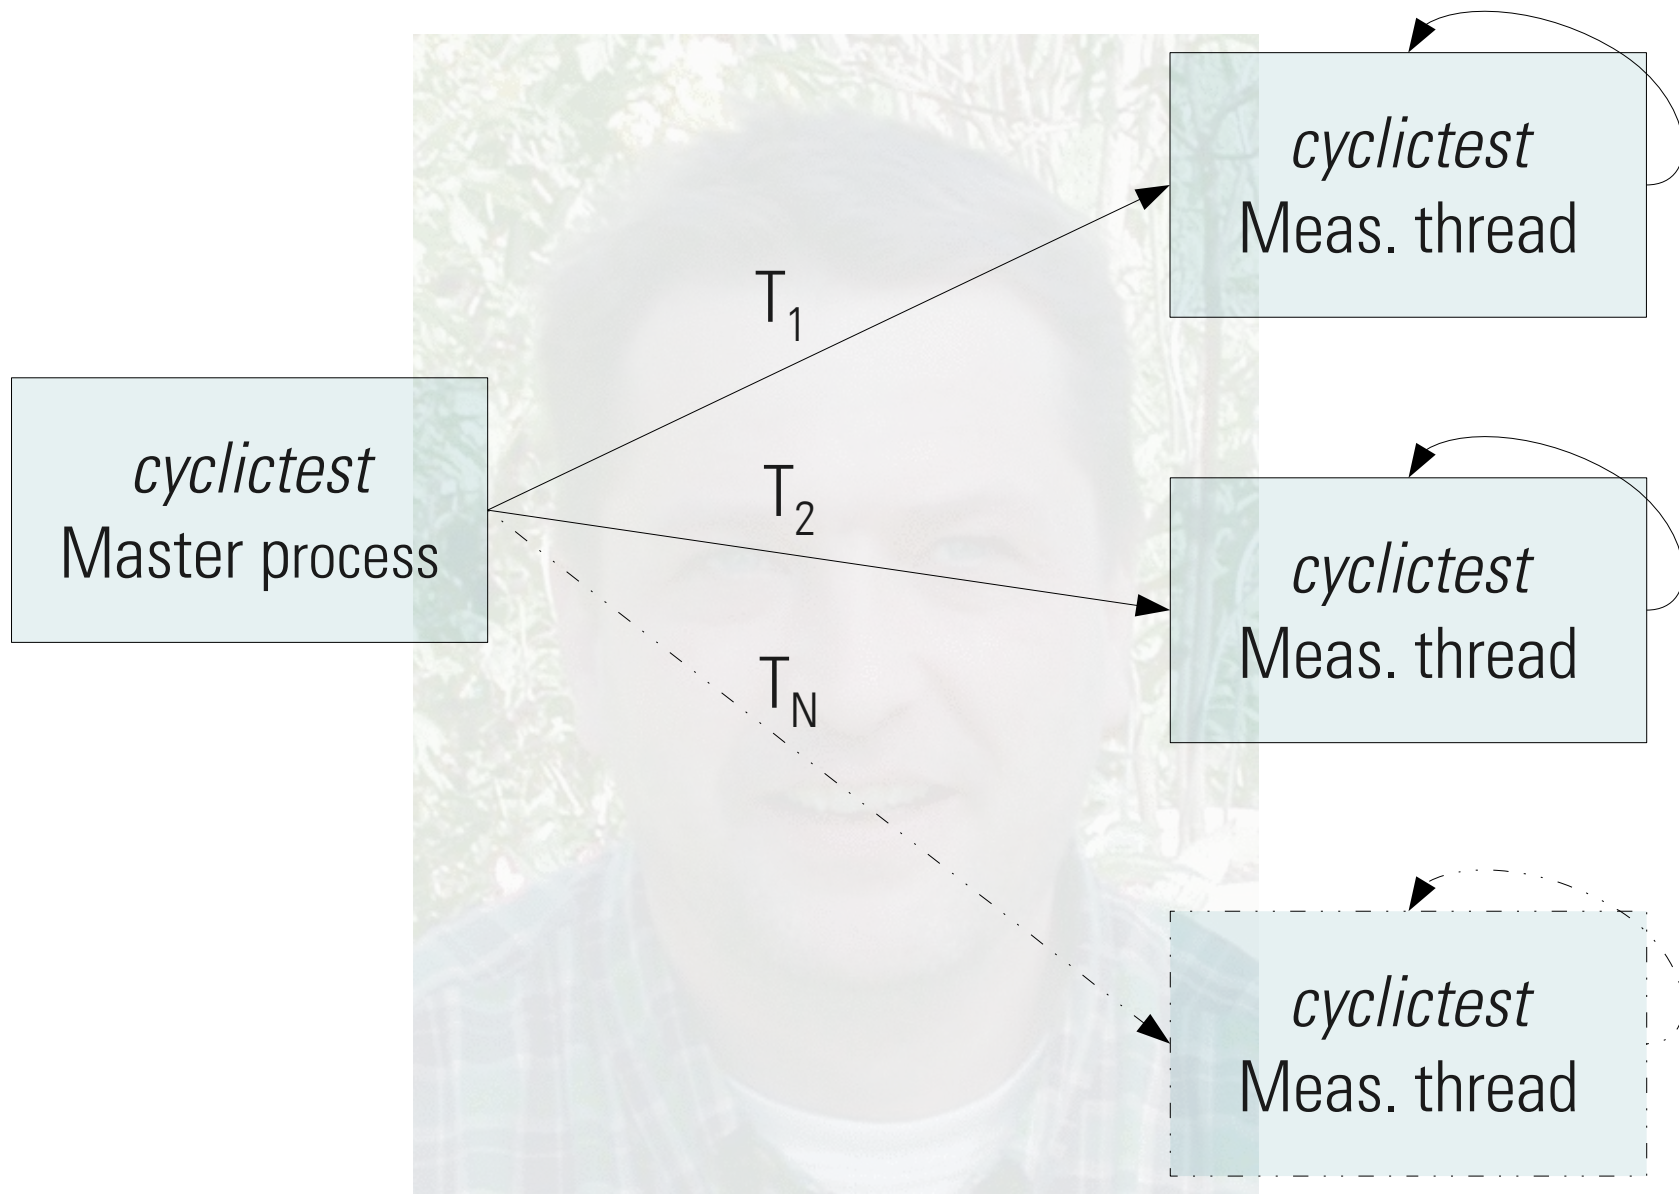 cyclictest
Meas. thread
T1
cyclictest
Master process
T2
cyclictest
Meas. thread
TN
cyclictest
Meas. thread